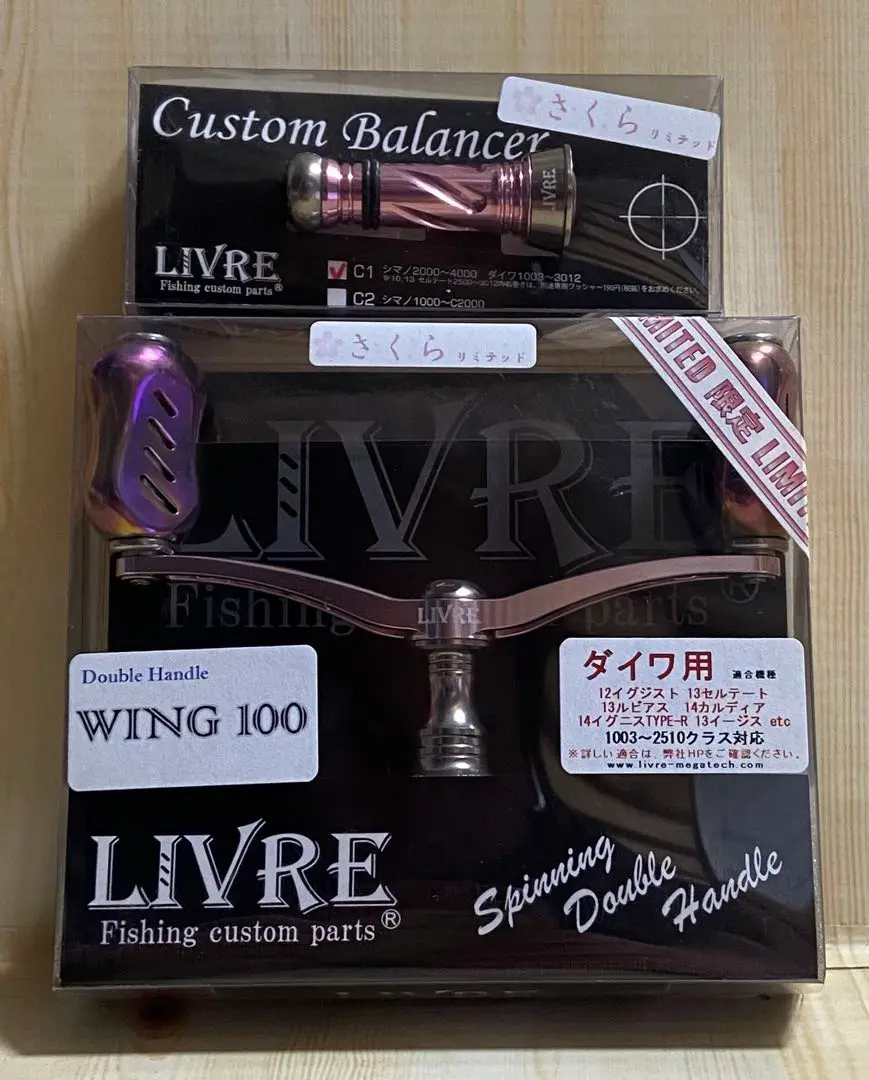 Custom Balancer
さくら リミテッド
LIVRE
LIVRE
Fishing custom parts®
C1 シマノ2000〜4000 ダイワ1003〜3012
C2 シマノ1000〜C2000
さくら リミテッド
LIMITED 限定 LIMI
LIVRE
Fishing parts®
LIVRE
Double Handle
WING 100
ダイワ用 適合機種
12イグジスト 13セルテート
13ルビアス 14カルディア
14イグニスTYPE-R 13イージス etc
1003〜2510クラス対応
※詳しい適合は、弊社HPをご確認ください。
www.livre-megatech.com
LIVRE
Fishing custom parts®
Spinning
Double
Handle